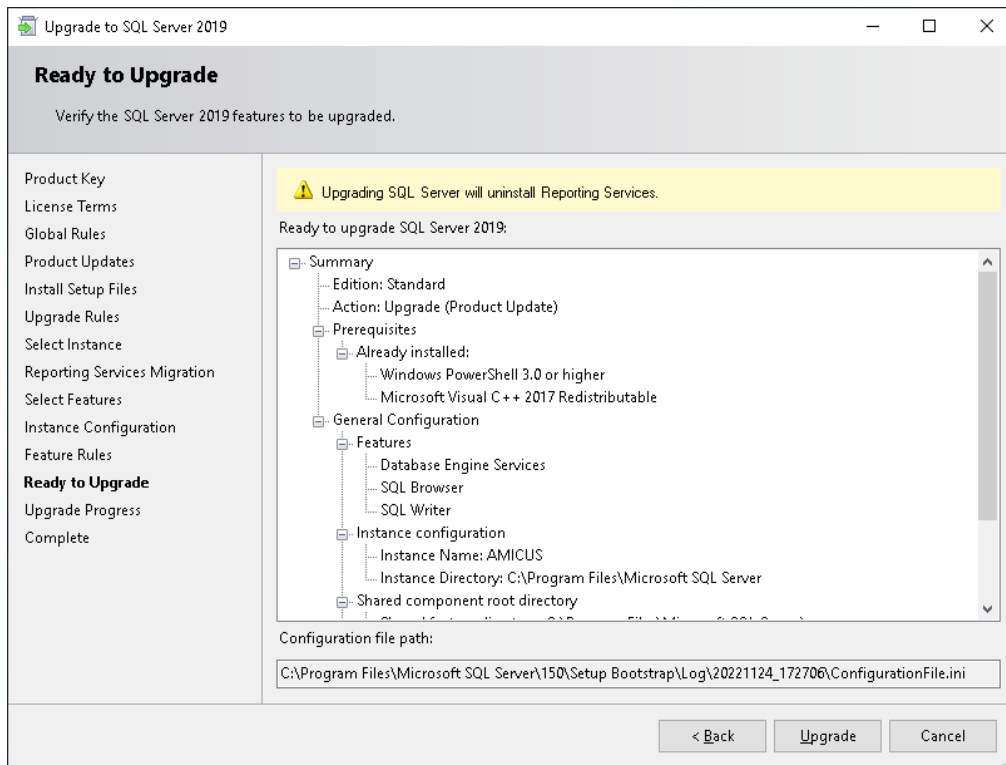 Upgrade to SQL Server 2019
Ready to Upgrade
Verify the SQL Server 2019 features to be upgraded.
Product Key
License Terms
Global Rules
Product Updates
Install Setup Files
Upgrade Rules
Select Instance
Reporting Services Migration
Select Features
Instance Configuration
Feature Rules
Ready to Upgrade
Upgrade Progress
Complete
Upgrading SQL Server will uninstall Reporting Services.
Ready to upgrade SQL Server 2019:
Summary
Edition: Standard
Action: Upgrade (Product Update)
Prerequisites
Already installed:
Windows PowerShell 3.0 or higher
Microsoft Visual C++ 2017 Redistributable
General Configuration
Features
Database Engine Services
SQL Browser
SQL Writer
Instance configuration
Instance Name: AMICUS
Instance Directory: C:\Program Files\Microsoft SQL Server
Shared component root directory
Configuration file path:
C:\Program Files\Microsoft SQL Server\150\Setup Bootstrap\Log\20221124_172706\ConfigurationFile.ini
< Back
Upgrade
Cancel